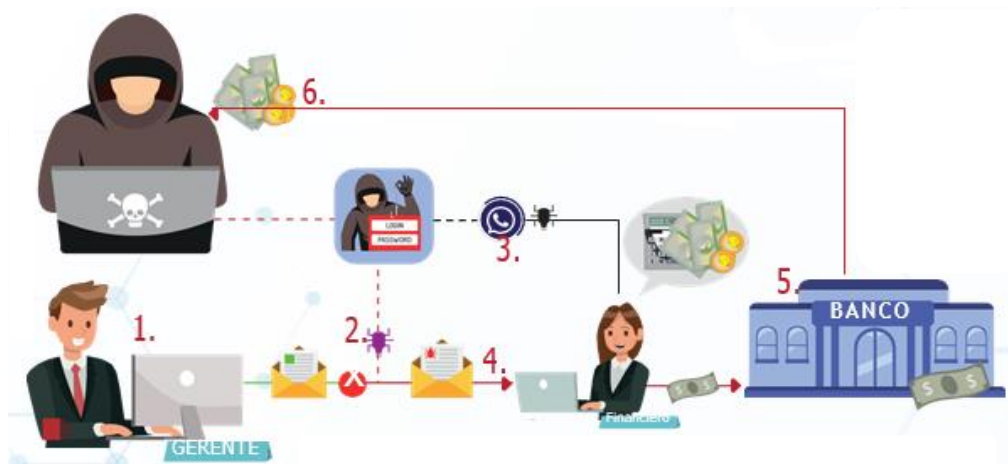 6.
LOGIN
PASSWORD
3.
5.
BANCO
1.
2.
4.
Financiero
GERENTE